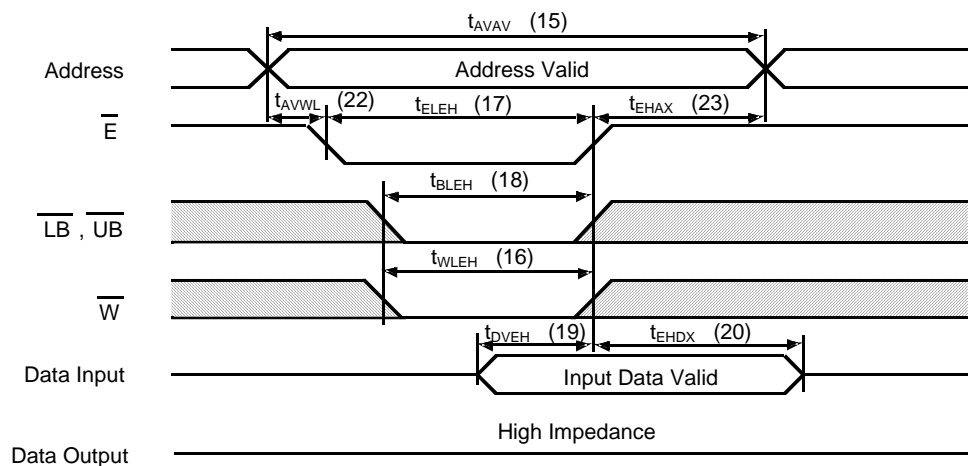 tAVAV (15)
Address
Address Valid
tAVWL (22)
tELEH (17)
tEHAX (23)
E
tBLEH (18)
LB , UB
tWLEH (16)
W
tDVEH (19)
tEHDX (20)
Data Input
Input Data Valid
High Impedance
Data Output